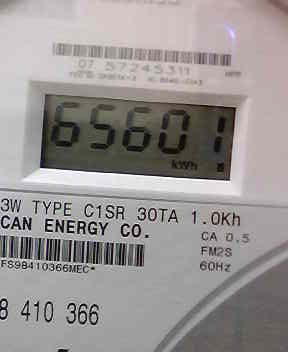 07 57245311
65601
kWh
3W TYPE C1SR 30TA 1.0Kh
CAN ENERGY CO.
CA 0.5
FM2S
60Hz
FS98410366MEC*
8 410 366